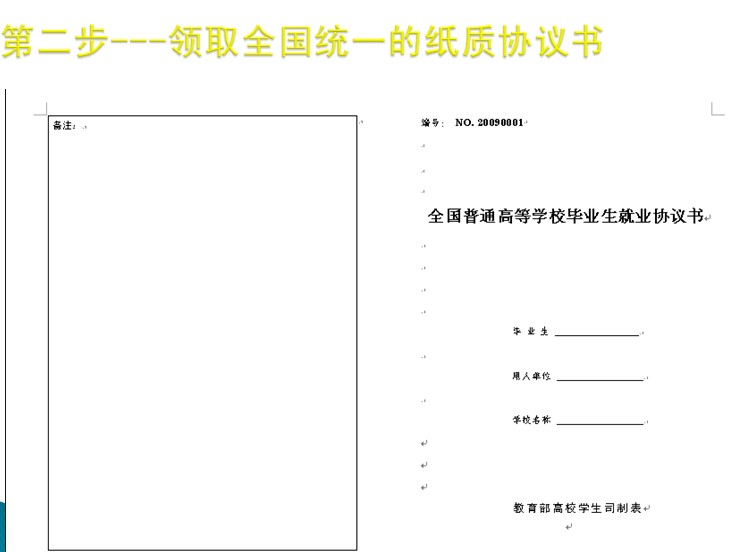 第二步---领取全国统一的纸质协议书
备注：
编号： NO. 20090001
全国普通高等学校毕业生就业协议书
毕 业 生
用人单位
学校名称
教育部高校学生司制表